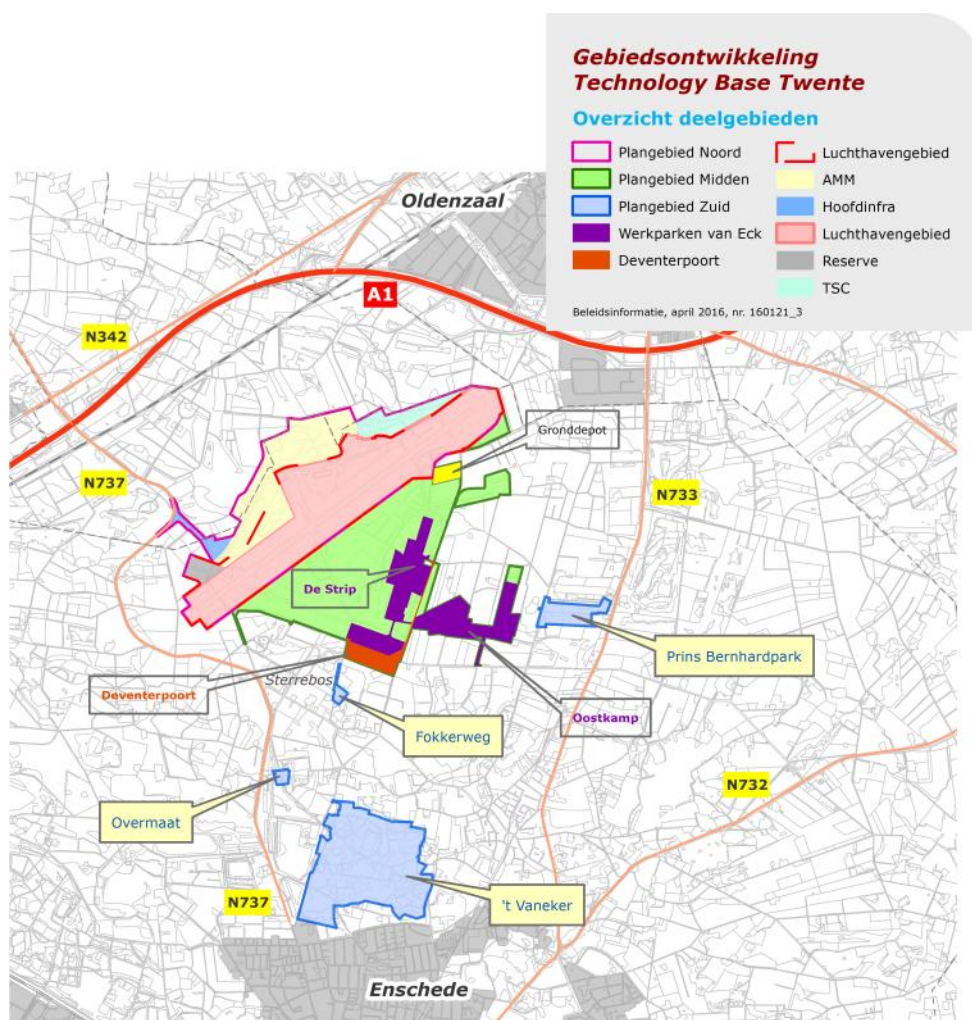 Gebiedsontwikkeling
Technology Base Twente
Overzicht deelgebieden
Plangebied Noord
Plangebied Midden
Plangebied Zuid
Werkparken van Eck
Deventerpoort
Luchthavengebied
AMM
Hoofdinfra
Luchthavengebied
Reserve
TSC
Beleidsinformatie, april 2016, nr. 160121_3
Oldenzaal
A1
N342
Gronddepot
N737
N733
De Strip
Prins Bernhardpark
Sterrebos
Deventerpoort
Oostkamp
Fokkerweg
N732
Overmaat
N737
't Vaneker
Enschede